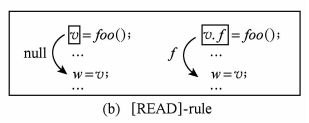 v=foo(); v.f=foo();
null ... f ...
w=v; w=v;
... ...
(b) [READ]-rule